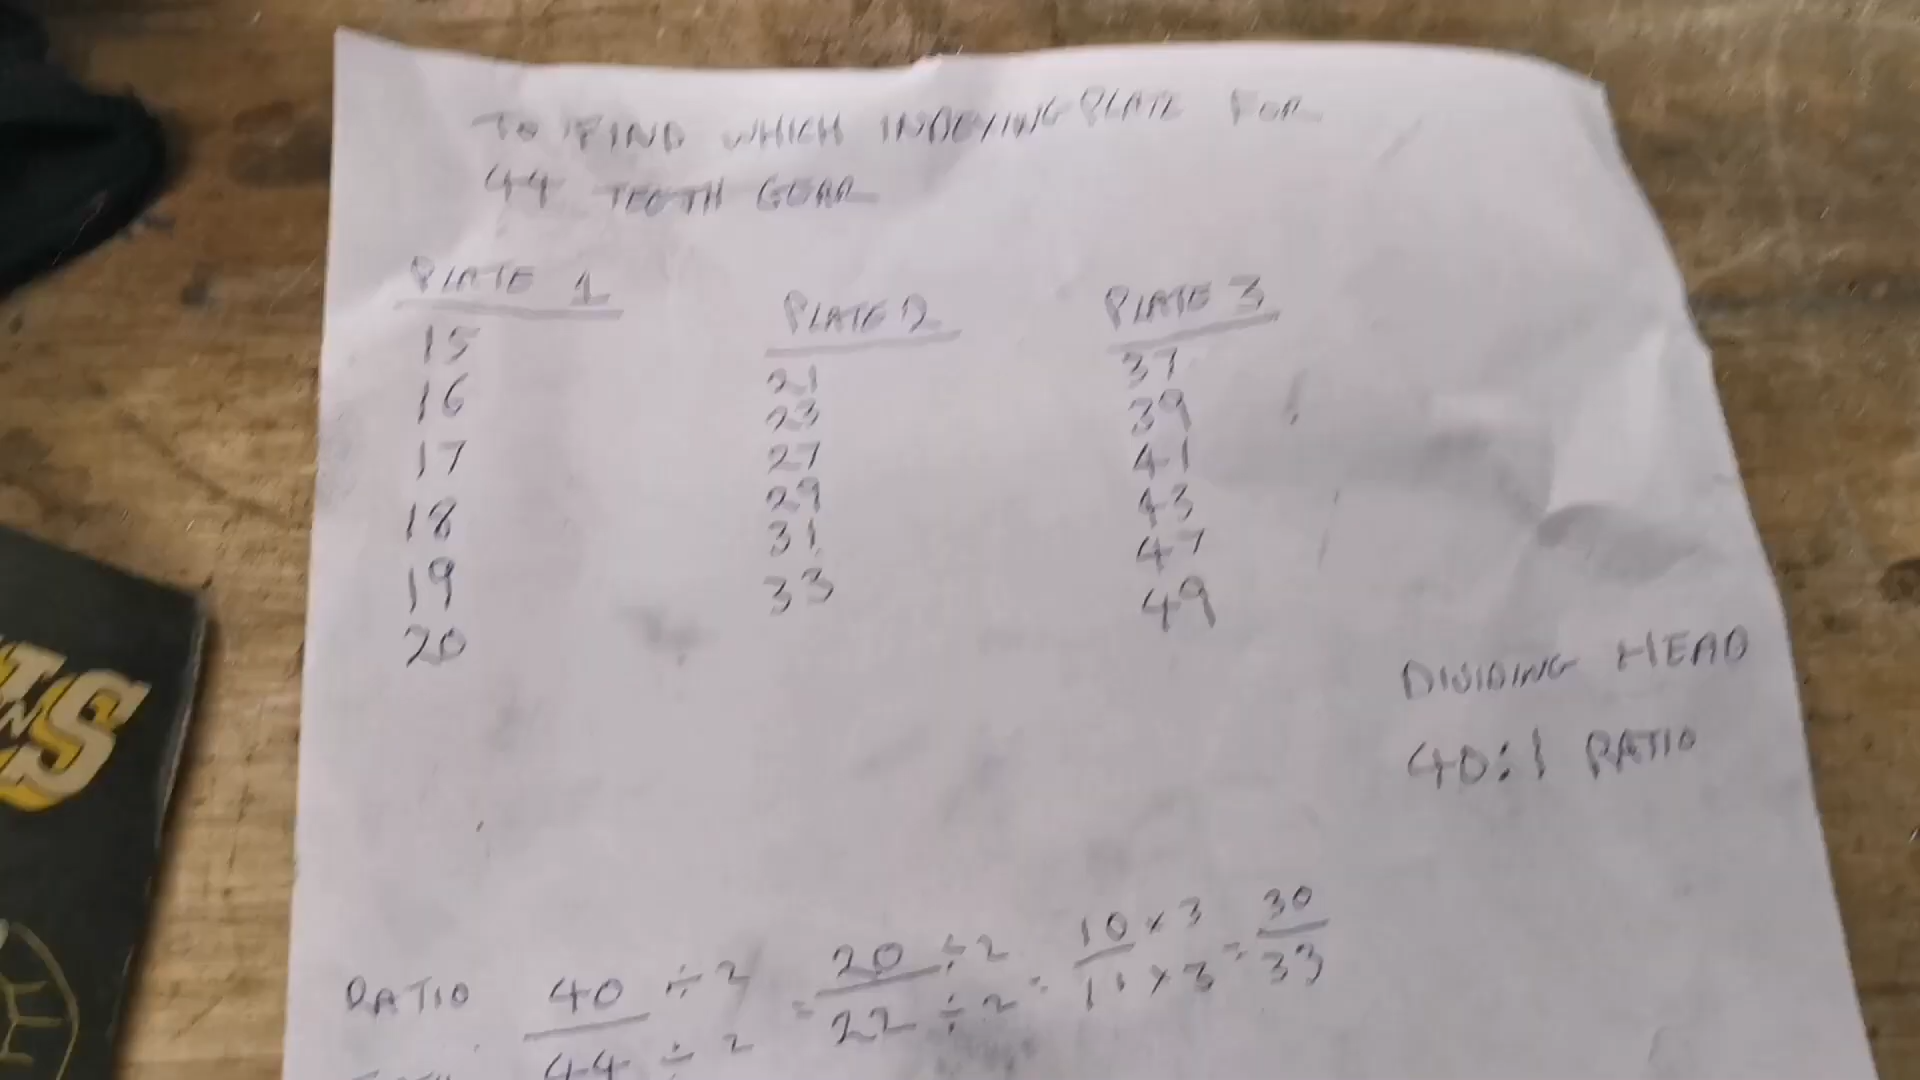 TO FIND WHICH INDEXING PLATE FOR
44 TEETH GEAR
PLATE 1
15
16
17
18
19
20
PLATE 2
21
23
27
29
31
33
PLATE 3
37
39
41
43
47
49
DIVIDING HEAD
40:1 RATIO
RATIO 40 ÷ 2 = 20 ÷ 2 = 10 × 3 = 30
44 ÷ 2 22 ÷ 2 11 × 3 33